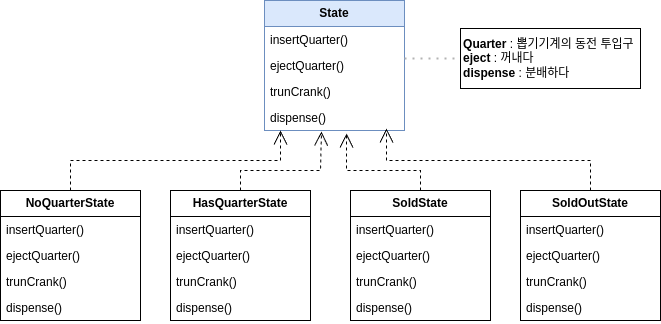 State
insertQuarter()
ejectQuarter()
trunCrank()
dispense()
Quarter :뽑기기계의 동전 투입구
eject : 꺼내다
dispense : 분배하다
NoQuarterState
insertQuarter()
ejectQuarter()
trunCrank()
dispense()
HasQuarterState
insertQuarter()
ejectQuarter()
trunCrank()
dispense()
SoldState
insertQuarter()
ejectQuarter()
trunCrank()
dispense()
SoldOutState
insertQuarter()
ejectQuarter()
trunCrank()
dispense()